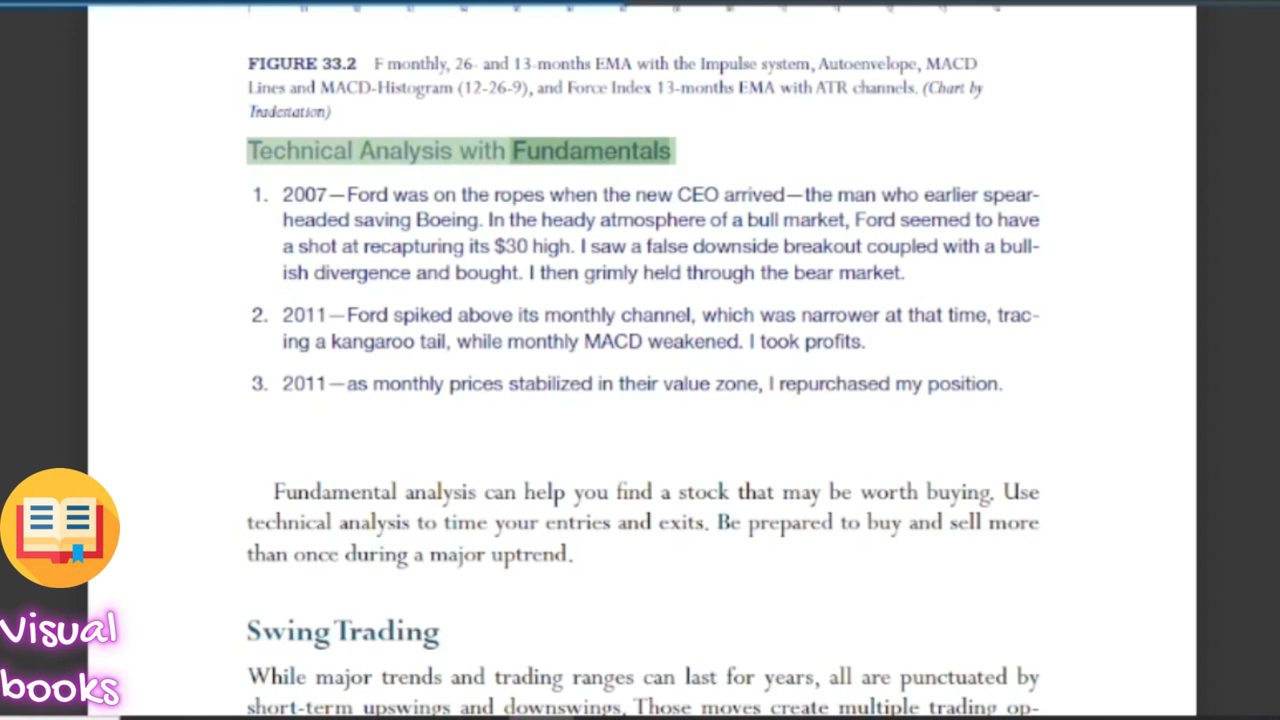 FIGURE 33.2 F monthly, 26- and 13-months EMA with the Impulse system, Autoenvelope, MACD
Lines and MACD-Histogram (12-26-9), and Force Index 13-months EMA with ATR channels. (Chart by
Tradestation)
Technical Analysis with Fundamentals
1. 2007—Ford was on the ropes when the new CEO arrived—the man who earlier spear-
headed saving Boeing. In the heady atmosphere of a bull market, Ford seemed to have
a shot at recapturing its $30 high. I saw a false downside breakout coupled with a bull-
ish divergence and bought. I then grimly held through the bear market.
2. 2011—Ford spiked above its monthly channel, which was narrower at that time, trac-
ing a kangaroo tail, while monthly MACD weakened. I took profits.
3. 2011—as monthly prices stabilized in their value zone, I repurchased my position.
Fundamental analysis can help you find a stock that may be worth buying. Use
technical analysis to time your entries and exits. Be prepared to buy and sell more
than once during a major uptrend.
Swing Trading
While major trends and trading ranges can last for years, all are punctuated by
short-term upswings and downswings. Those moves create multiple trading op-
Visual
books